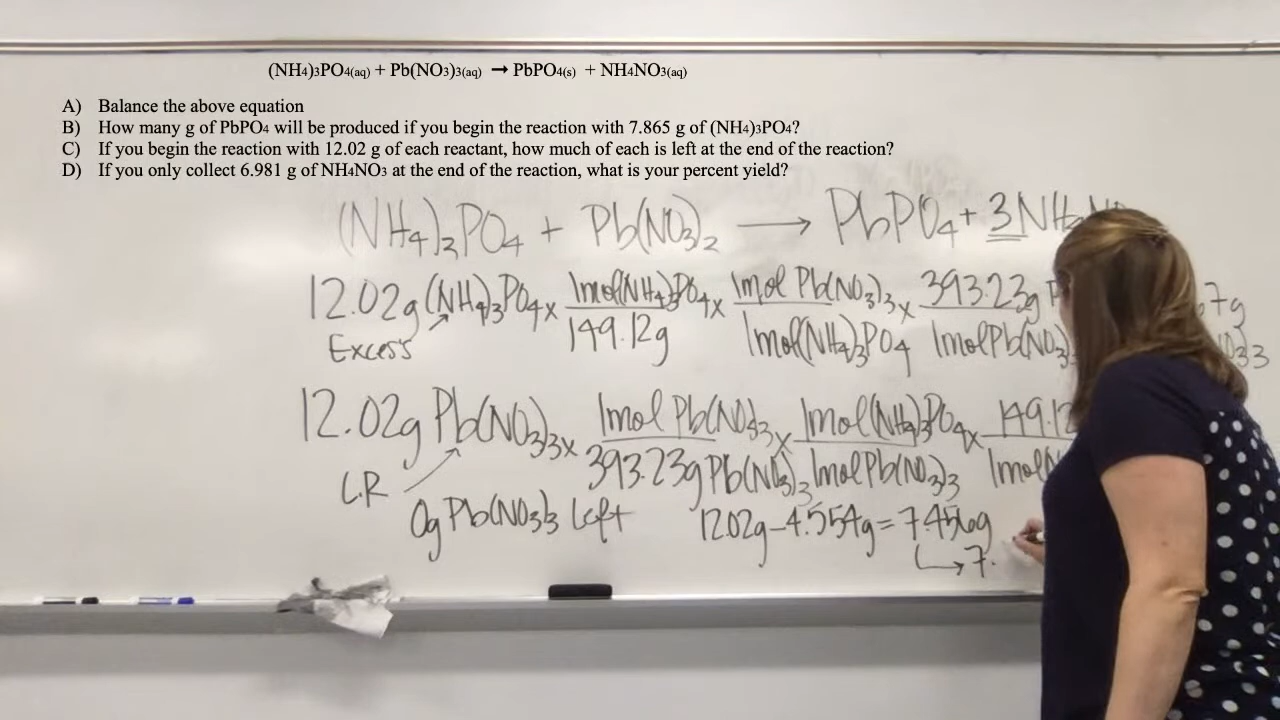 (NH4)3PO4(aq) + Pb(NO3)3(aq) → PbPO4(s) + NH4NO3(aq)
A) Balance the above equation
B) How many g of PbPO4 will be produced if you begin the reaction with 7.865 g of (NH4)3PO4?
C) If you begin the reaction with 12.02 g of each reactant, how much of each is left at the end of the reaction?
D) If you only collect 6.981 g of NH4NO3 at the end of the reaction, what is your percent yield?
(NH4)3PO4 + Pb(NO3)2 → PbPO4 + 3NH4
12.02g (NH4)3PO4 x 1mol(NH4)3PO4 x 1mol Pb(NO3)3 x 393.23g
149.12g 1mol(NH4)3PO4 1molPb(NO3)
Excess
12.02g Pb(NO3)3 x 1mol Pb(NO3)3 x 1mol(NH4)3PO4 x 149.12
393.23g Pb(NO3)3 1molPb(NO3)3 1mol
L.R
0g Pb(NO3)3 left 12.02g - 4.554g = 7.456g
↳ 7.